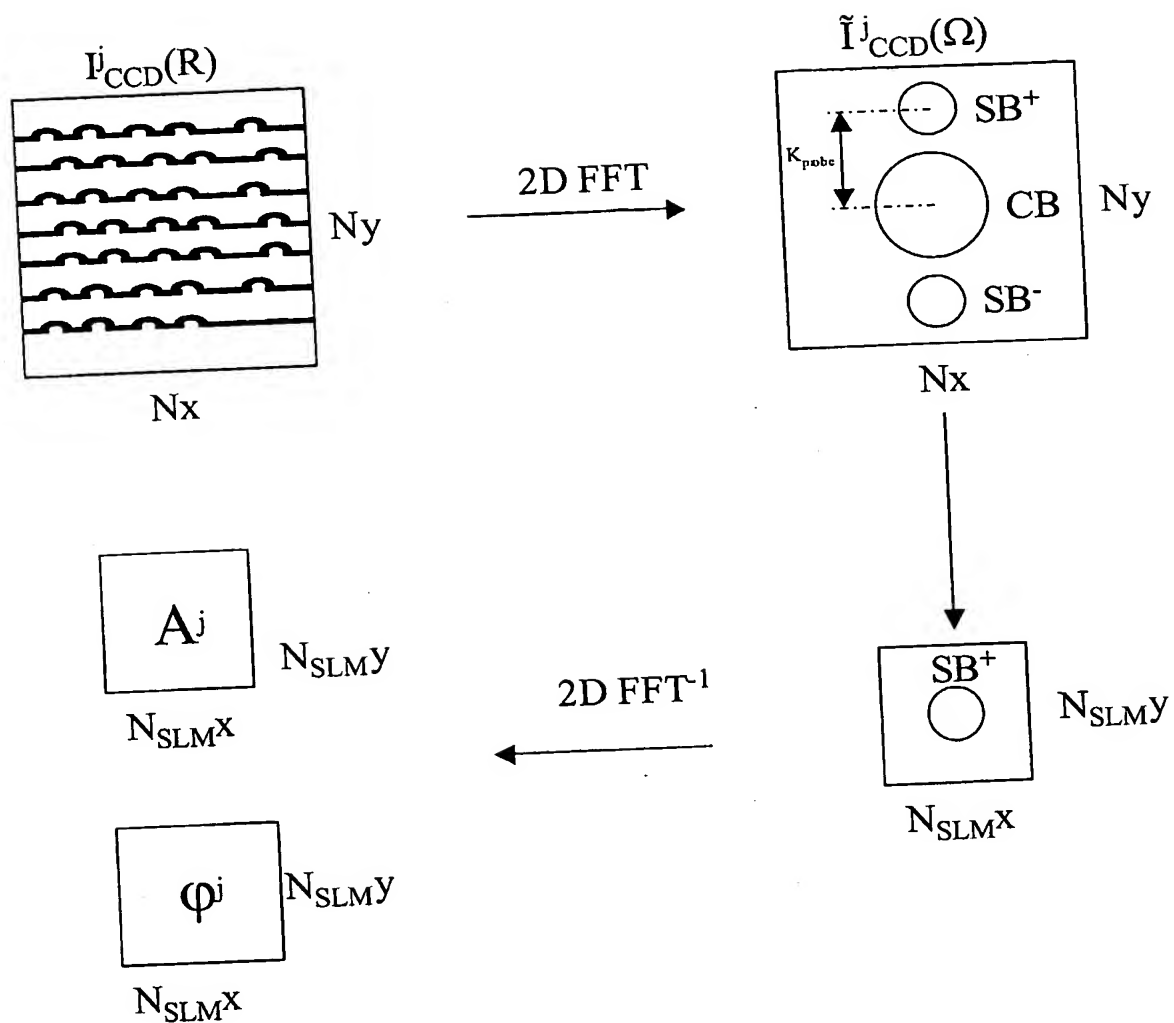 I^j_CCD(R)
Ny
Nx
2D FFT
Ĩ^j_CCD(Ω)
SB⁺
K_probe
CB
Ny
SB⁻
Nx
SB⁺
N_SLM y
N_SLM x
2D FFT⁻¹
A^j
N_SLM y
N_SLM x
φ^j
N_SLM y
N_SLM x